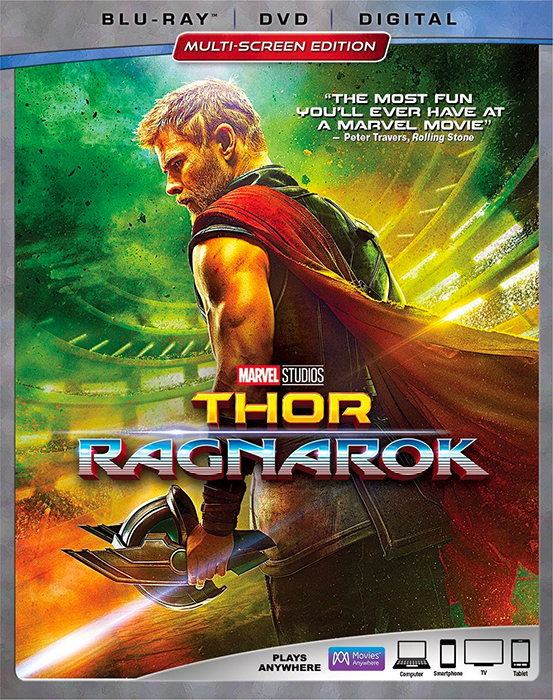 BLU-RAY™ | DVD | DIGITAL
MULTI-SCREEN EDITION
“THE MOST FUN
YOU'LL EVER HAVE AT
A MARVEL MOVIE”
– Peter Travers, Rolling Stone
MARVEL STUDIOS
THOR
RAGNAROK
PLAYS
ANYWHERE
Movies
Anywhere
Computer
Smartphone
TV
Tablet